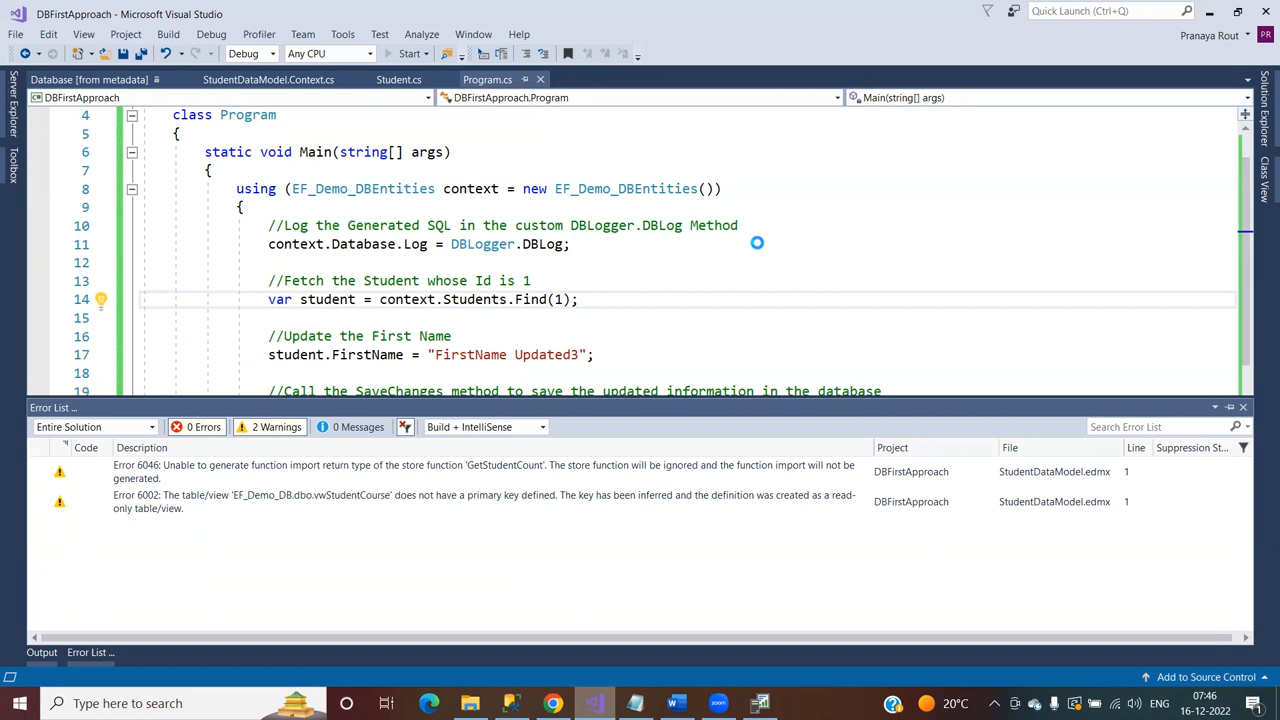 DBFirstApproach - Microsoft Visual Studio
Quick Launch (Ctrl+Q)
File Edit View Project Build Debug Profiler Team Tools Test Analyze Window Help
Pranaya Rout PR
Debug Any CPU Start
Server Explorer
Toolbox
Database [from metadata] StudentDataModel.Context.cs Student.cs Program.cs
DBFirstApproach DBFirstApproach.Program Main(string[] args)
Solution Explorer
Class View
4 class Program
5 {
6 static void Main(string[] args)
7 {
8 using (EF_Demo_DBEntities context = new EF_Demo_DBEntities())
9 {
10 //Log the Generated SQL in the custom DBLogger.DBLog Method
11 context.Database.Log = DBLogger.DBLog;
12
13 //Fetch the Student whose Id is 1
14 var student = context.Students.Find(1);
15
16 //Update the First Name
17 student.FirstName = "FirstName Updated3";
18
19 //Call the SaveChanges method to save the updated information in the database
Error List ...
Entire Solution 0 Errors 2 Warnings 0 Messages Build + IntelliSense Search Error List
Code Description Project File Line Suppression St...
Error 6046: Unable to generate function import return type of the store function 'GetStudentCount'. The store function will be ignored and the function import will not be generated. DBFirstApproach StudentDataModel.edmx 1
Error 6002: The table/view 'EF_Demo_DB.dbo.vwStudentCourse' does not have a primary key defined. The key has been inferred and the definition was created as a read-only table/view. DBFirstApproach StudentDataModel.edmx 1
Output Error List ...
Add to Source Control
Type here to search
zoom
20°C ENG 07:46
16-12-2022
1